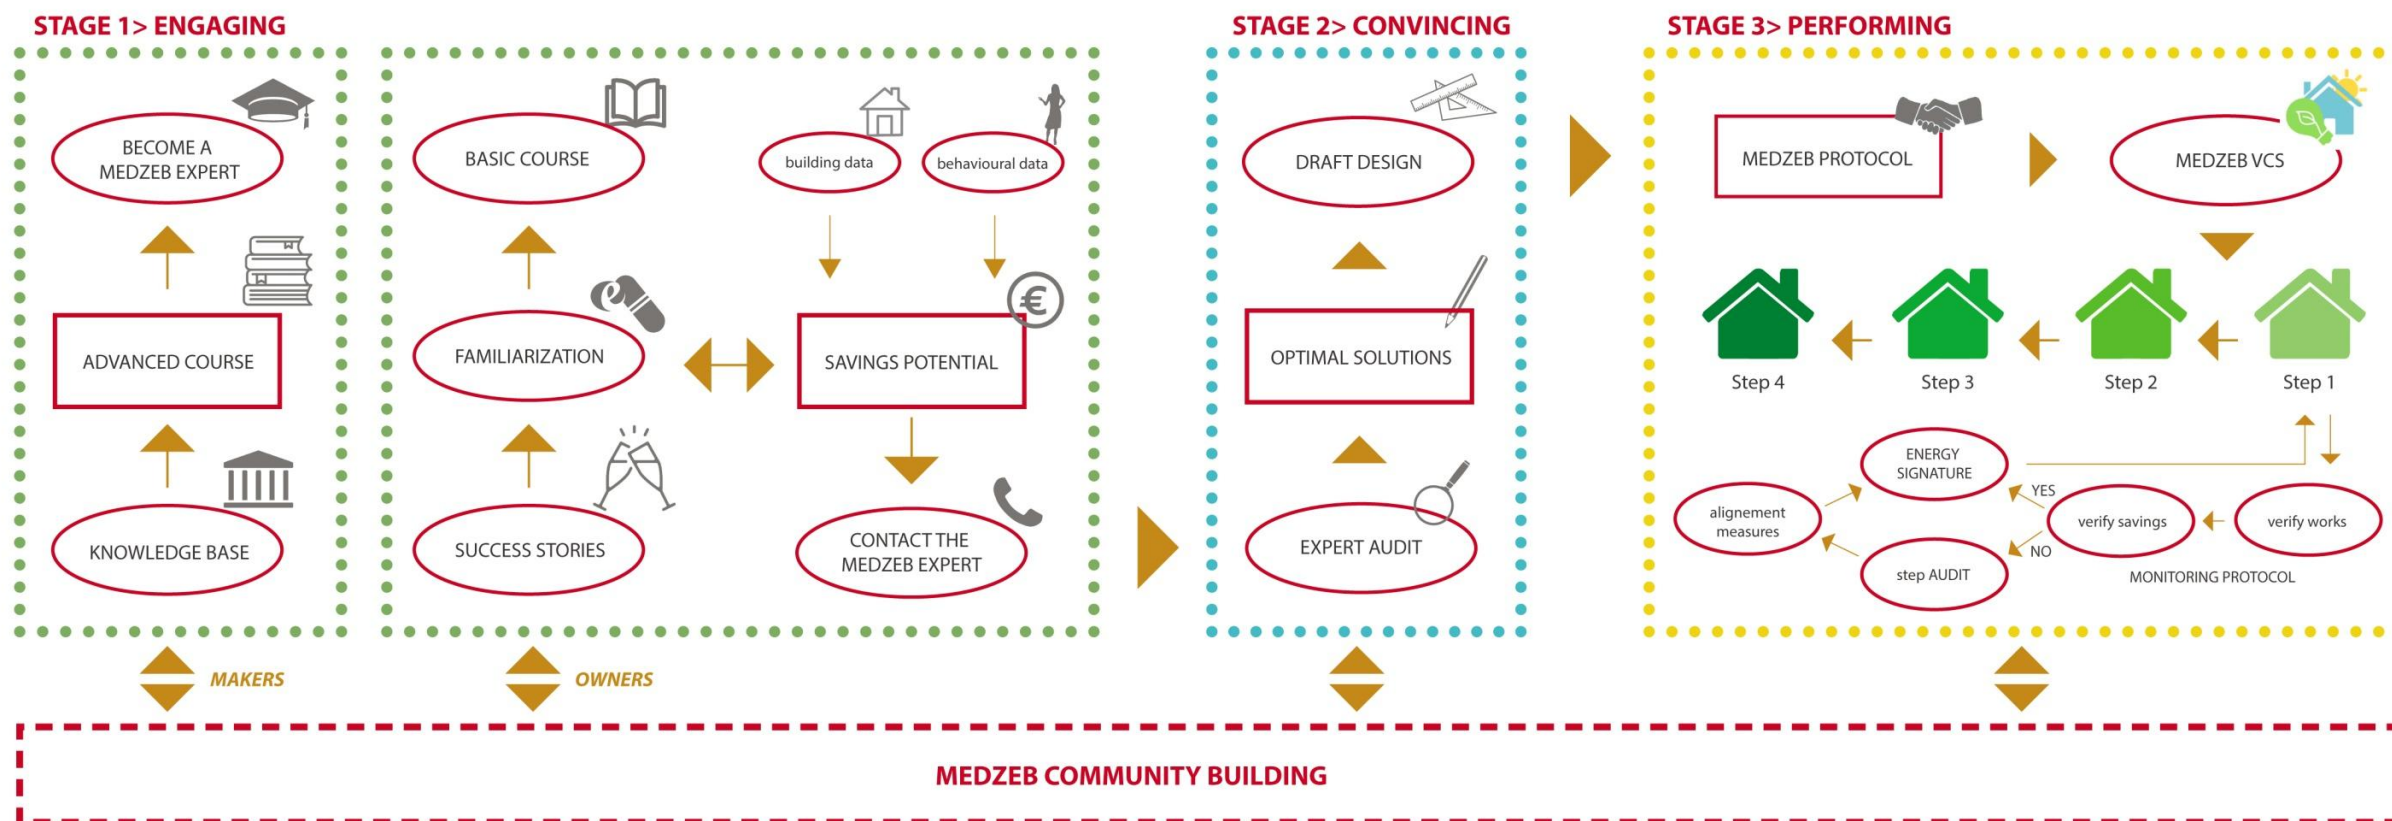 STAGE 1> ENGAGING
BECOME A
MEDZEB EXPERT
ADVANCED COURSE
KNOWLEDGE BASE
MAKERS
BASIC COURSE
FAMILIARIZATION
SUCCESS STORIES
building data
behavioural data
SAVINGS POTENTIAL
€
CONTACT THE
MEDZEB EXPERT
OWNERS
STAGE 2> CONVINCING
DRAFT DESIGN
OPTIMAL SOLUTIONS
EXPERT AUDIT
STAGE 3> PERFORMING
MEDZEB PROTOCOL
MEDZEB VCS
Step 4
Step 3
Step 2
Step 1
ENERGY
SIGNATURE
alignement
measures
YES
verify savings
verify works
NO
step AUDIT
MONITORING PROTOCOL
MEDZEB COMMUNITY BUILDING